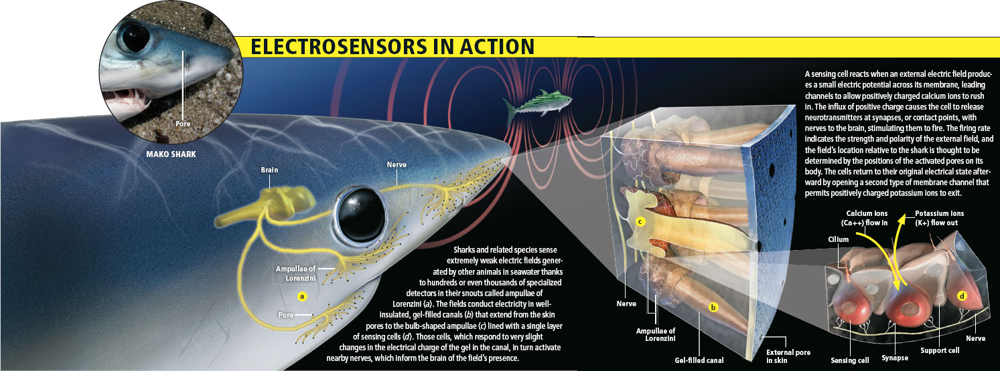 ELECTROSENSORS IN ACTION
Pore
MAKO SHARK
Brain
Nerve
Ampullae of
Lorenzini
a
Pore
Sharks and related species sense
extremely weak electric fields gener-
ated by other animals in seawater thanks
to hundreds or even thousands of specialized
detectors in their snouts called ampullae of
Lorenzini (a). The fields conduct electricity in well-
insulated, gel-filled canals (b) that extend from the skin
pores to the bulb-shaped ampullae (c) lined with a single layer
of sensing cells (d). Those cells, which respond to very slight
changes in the electrical charge of the gel in the canal, in turn activate
nearby nerves, which inform the brain of the field's presence.
c
b
Nerve
Ampullae of
Lorenzini
Gel-filled canal
External pore
in skin
A sensing cell reacts when an external electric field produc-
es a small electric potential across its membrane, leading
channels to allow positively charged calcium ions to rush
in. The influx of positive charge causes the cell to release
neurotransmitters at synapses, or contact points, with
nerves to the brain, stimulating them to fire. The firing rate
indicates the strength and polarity of the external field, and
the field's location relative to the shark is thought to be
determined by the positions of the activated pores on its
body. The cells return to their original electrical state after-
ward by opening a second type of membrane channel that
permits positively charged potassium ions to exit.
Calcium ions
(Ca++) flow in
Potassium ions
(K+) flow out
Cilium
d
Sensing cell
Synapse
Support cell
Nerve